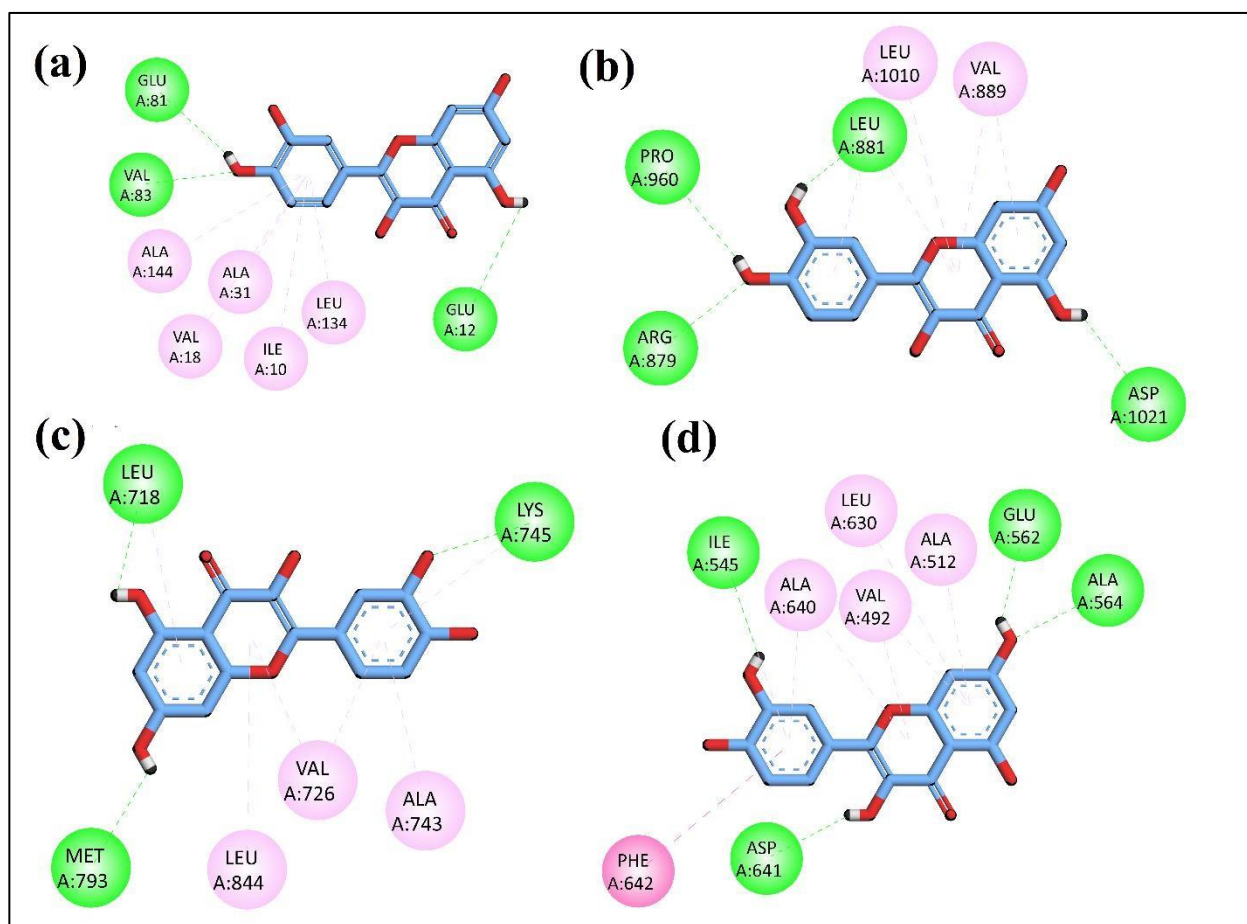 (a)
GLU
A:81
VAL
A:83
ALA
A:144
ALA
A:31
VAL
A:18
ILE
A:10
LEU
A:134
GLU
A:12
(b)
LEU
A:1010
VAL
A:889
LEU
A:881
PRO
A:960
ARG
A:879
ASP
A:1021
(c)
LEU
A:718
LYS
A:745
VAL
A:726
ALA
A:743
MET
A:793
LEU
A:844
(d)
LEU
A:630
GLU
A:562
ILE
A:545
ALA
A:512
ALA
A:640
VAL
A:492
ALA
A:564
PHE
A:642
ASP
A:641